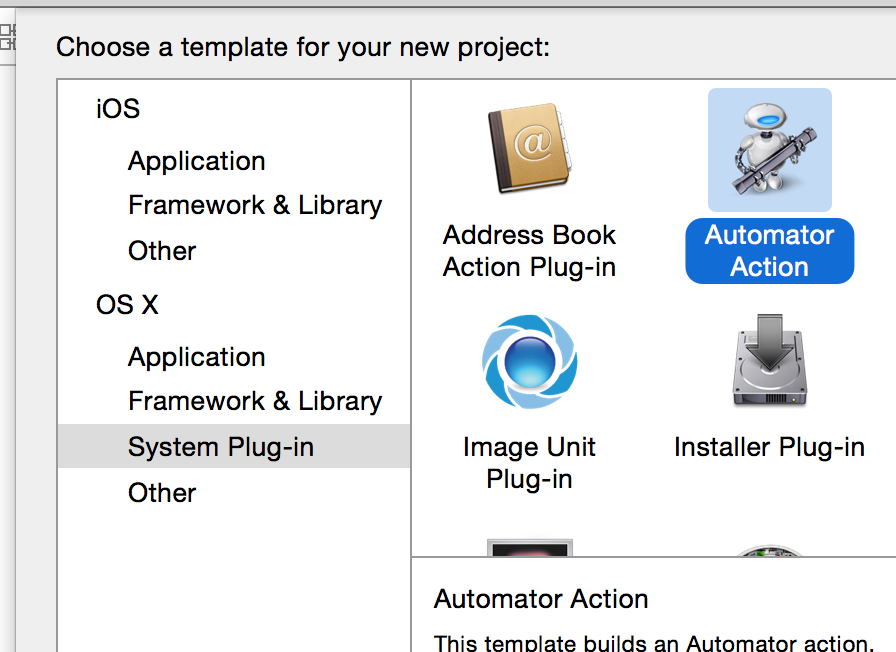 Choose a template for your new project:
iOS
Application
Framework & Library
Other
OS X
Application
Framework & Library
System Plug-in
Other
@
Address Book
Action Plug-in
Automator
Action
Image Unit
Plug-in
Installer Plug-in
Automator Action
This template builds an Automator action.